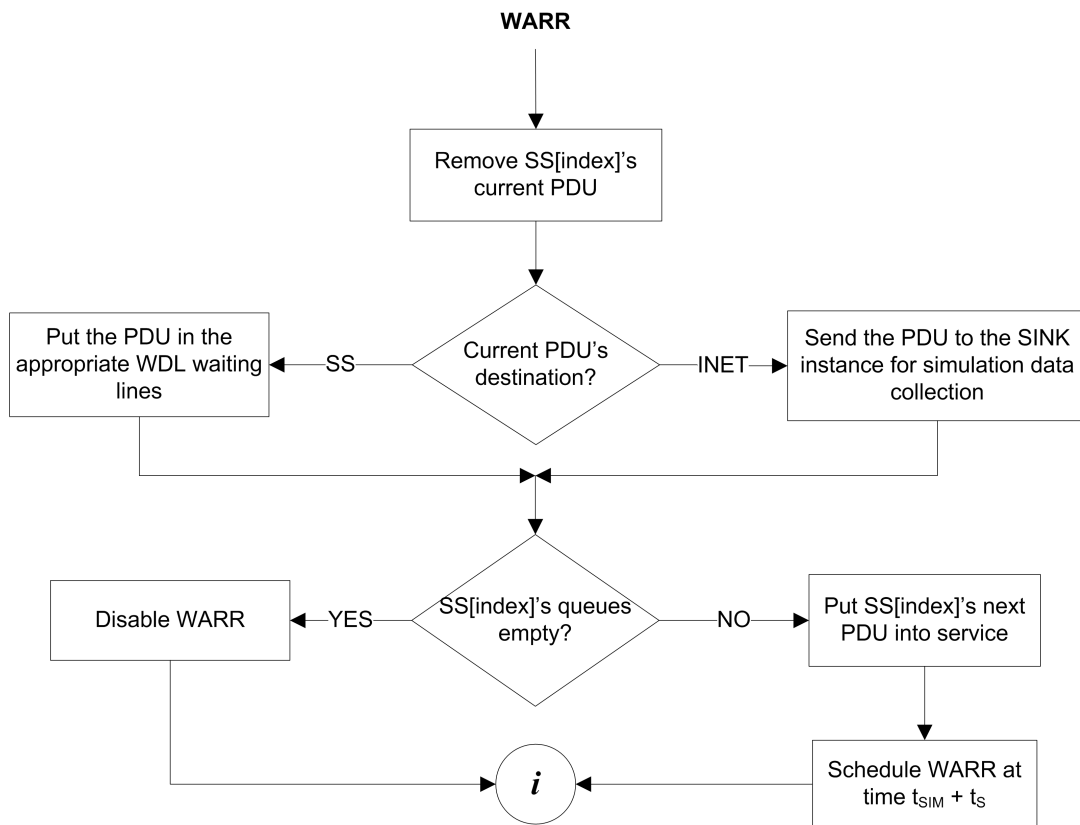 WARR
Remove SS[index]'s
current PDU
Current PDU's
destination?
SS
INET
Put the PDU in the
appropriate WDL waiting
lines
Send the PDU to the SINK
instance for simulation data
collection
SS[index]'s queues
empty?
YES
NO
Disable WARR
Put SS[index]'s next
PDU into service
i
Schedule WARR at
time t_SIM + t_S